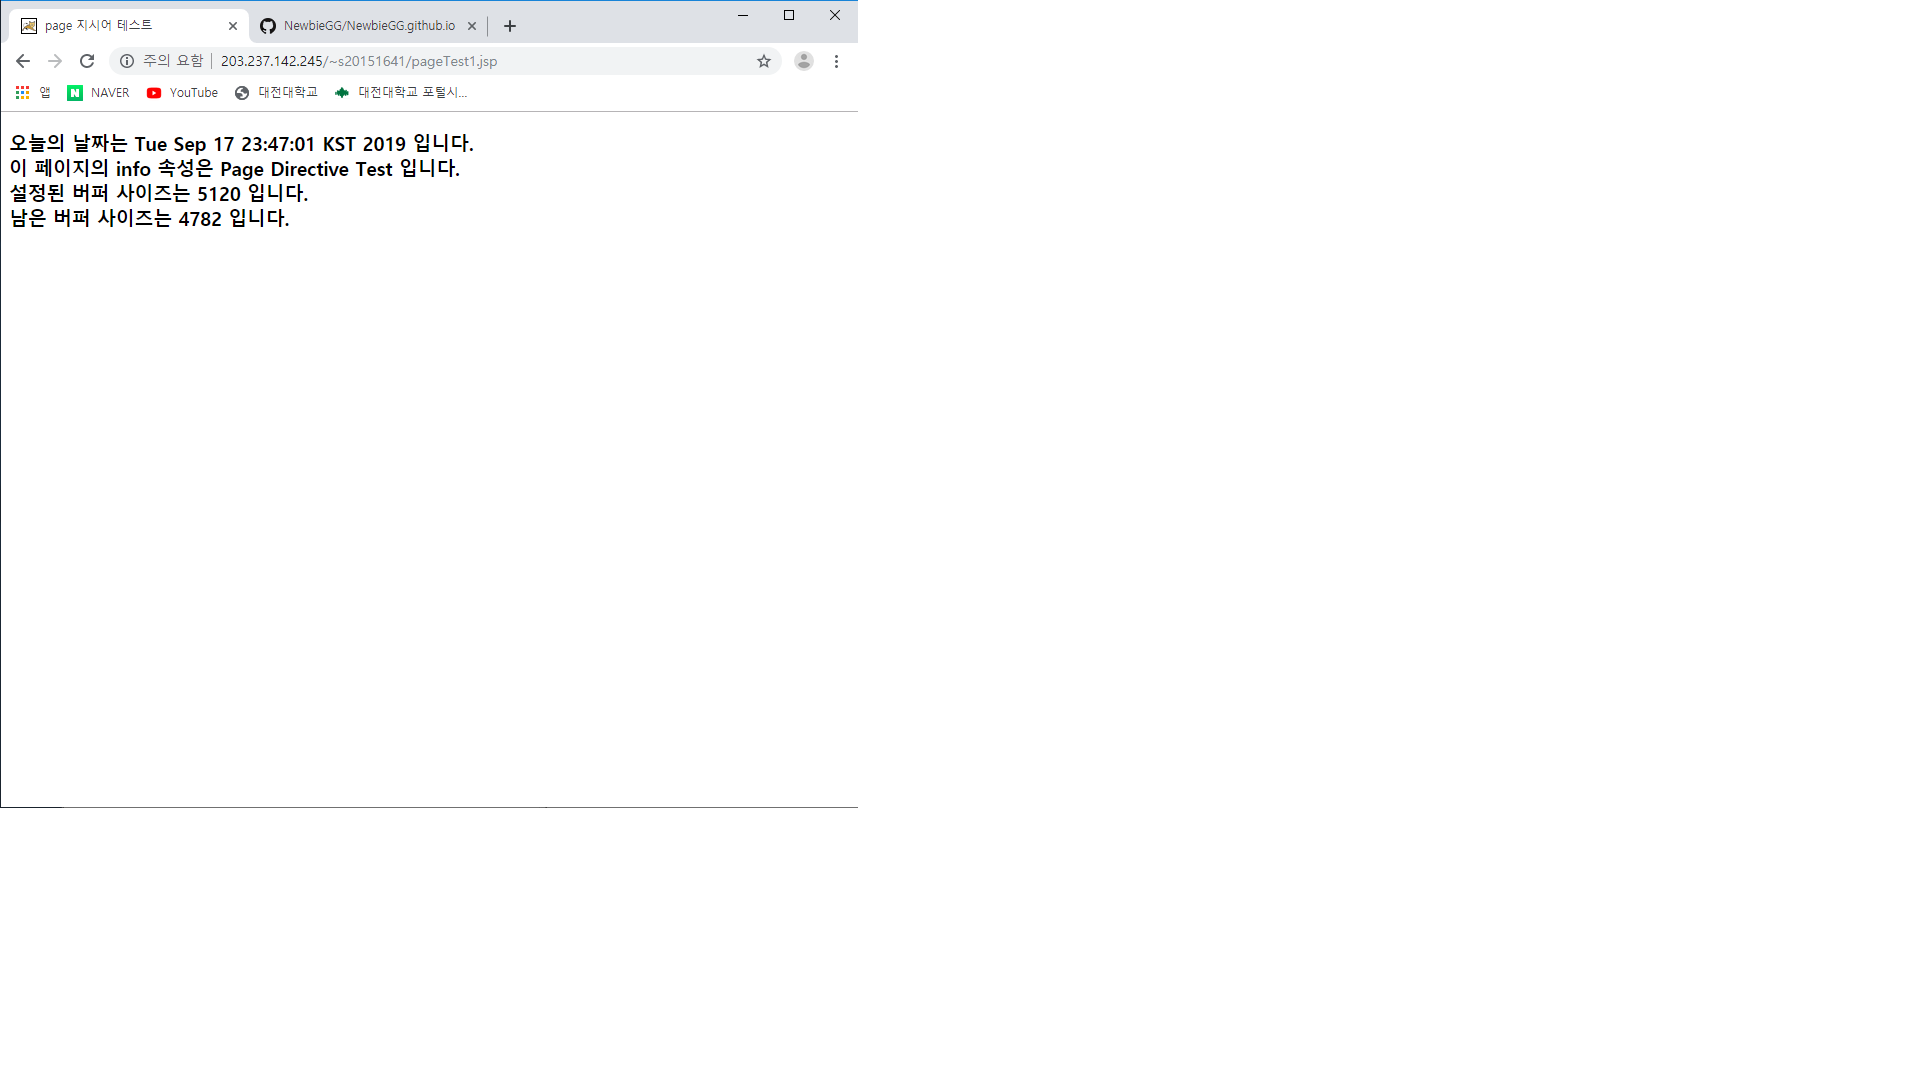 page 지시어 테스트
NewbieGG/NewbieGG.github.io
주의 요함 | 203.237.142.245/~s20151641/pageTest1.jsp
앱 NAVER YouTube 대전대학교 대전대학교 포털시...
오늘의 날짜는 Tue Sep 17 23:47:01 KST 2019 입니다.
이 페이지의 info 속성은 Page Directive Test 입니다.
설정된 버퍼 사이즈는 5120 입니다.
남은 버퍼 사이즈는 4782 입니다.